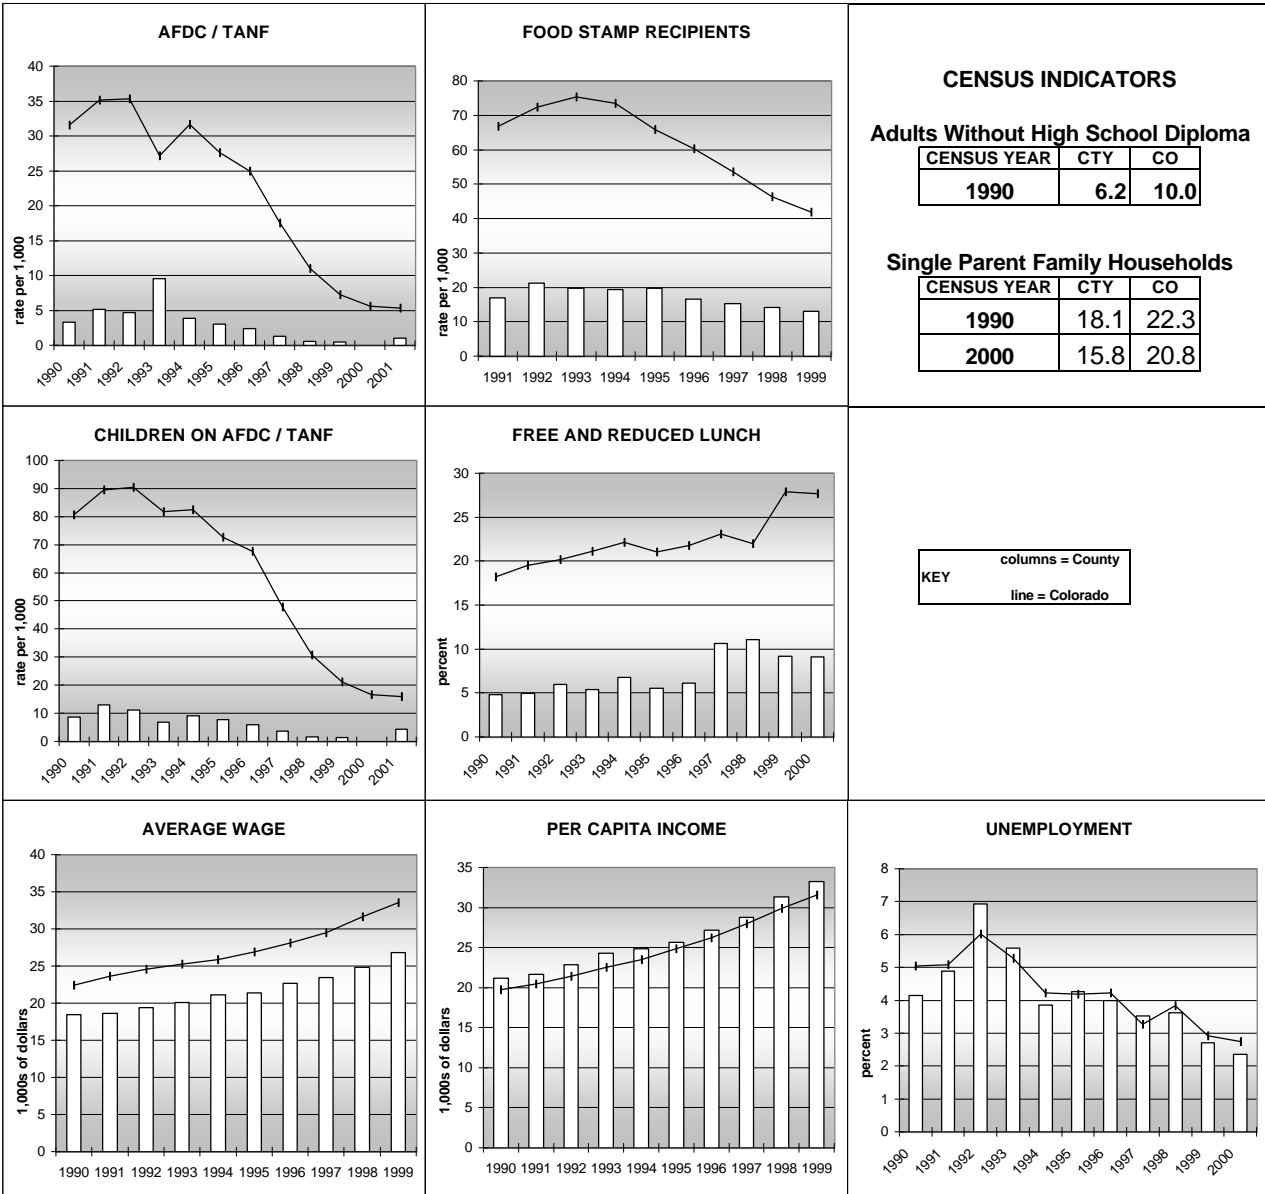 AFDC / TANF
40
35
30
25
20
15
10
5
0
rate per 1,000
1990 1991 1992 1993 1994 1995 1996 1997 1998 1999 2000 2001
FOOD STAMP RECIPIENTS
80
70
60
50
40
30
20
10
0
rate per 1,000
1991 1992 1993 1994 1995 1996 1997 1998 1999
CENSUS INDICATORS
Adults Without High School Diploma
CENSUS YEAR CTY CO
1990 6.2 10.0
Single Parent Family Households
CENSUS YEAR CTY CO
1990 18.1 22.3
2000 15.8 20.8
CHILDREN ON AFDC / TANF
100
90
80
70
60
50
40
30
20
10
0
rate per 1,000
1990 1991 1992 1993 1994 1995 1996 1997 1998 1999 2000 2001
FREE AND REDUCED LUNCH
30
25
20
15
10
5
0
percent
1990 1991 1992 1993 1994 1995 1996 1997 1998 1999 2000
columns = County
KEY
line = Colorado
AVERAGE WAGE
40
35
30
25
20
15
10
5
0
1,000s of dollars
1990 1991 1992 1993 1994 1995 1996 1997 1998 1999
PER CAPITA INCOME
35
30
25
20
15
10
5
0
1,000s of dollars
1990 1991 1992 1993 1994 1995 1996 1997 1998 1999
UNEMPLOYMENT
8
7
6
5
4
3
2
1
0
percent
1990 1991 1992 1993 1994 1995 1996 1997 1998 1999 2000